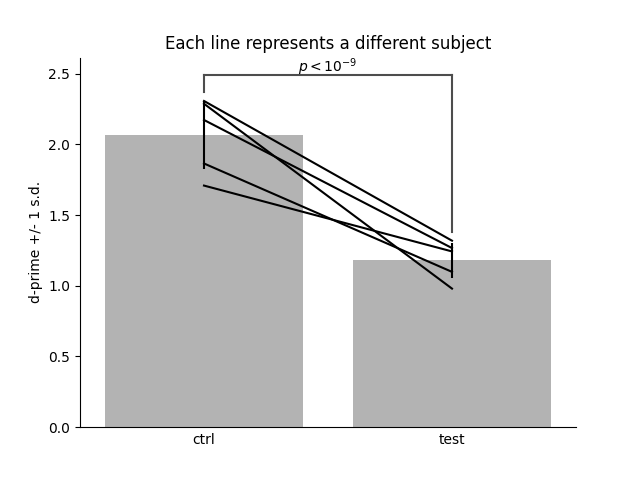 Each line represents a different subject
p < 10⁻⁹
d-prime +/- 1 s.d.
2.5
2.0
1.5
1.0
0.5
0.0
ctrl
test